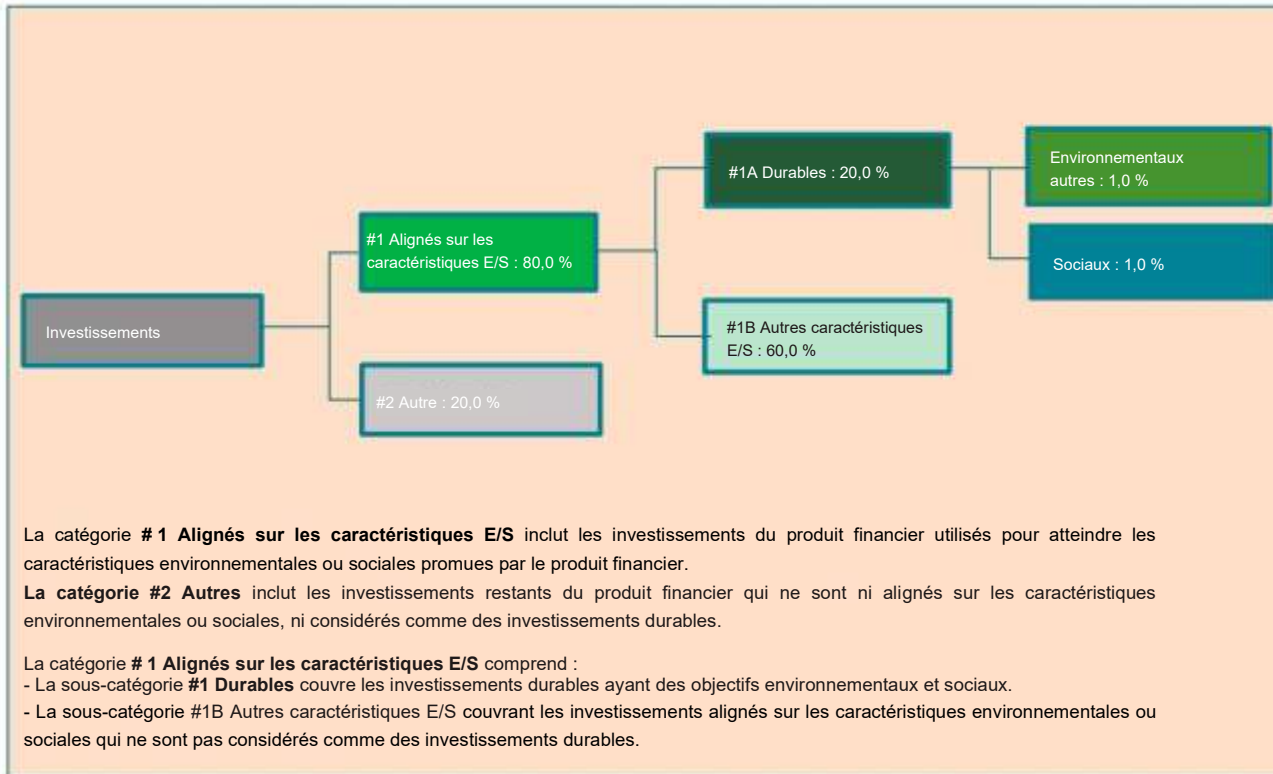 #1A Durables : 20,0 %
Environnementaux
autres : 1,0 %
#1 Alignés sur les
caractéristiques E/S : 80,0 %
Sociaux : 1,0 %
Investissements
#1B Autres caractéristiques
E/S : 60,0 %
#2 Autre : 20,0 %
La catégorie # 1 Alignés sur les caractéristiques E/S inclut les investissements du produit financier utilisés pour atteindre les
caractéristiques environnementales ou sociales promues par le produit financier.
La catégorie #2 Autres inclut les investissements restants du produit financier qui ne sont ni alignés sur les caractéristiques
environnementales ou sociales, ni considérés comme des investissements durables.
La catégorie # 1 Alignés sur les caractéristiques E/S comprend :
- La sous-catégorie #1 Durables couvre les investissements durables ayant des objectifs environnementaux et sociaux.
- La sous-catégorie #1B Autres caractéristiques E/S couvrant les investissements alignés sur les caractéristiques environnementales ou
sociales qui ne sont pas considérés comme des investissements durables.